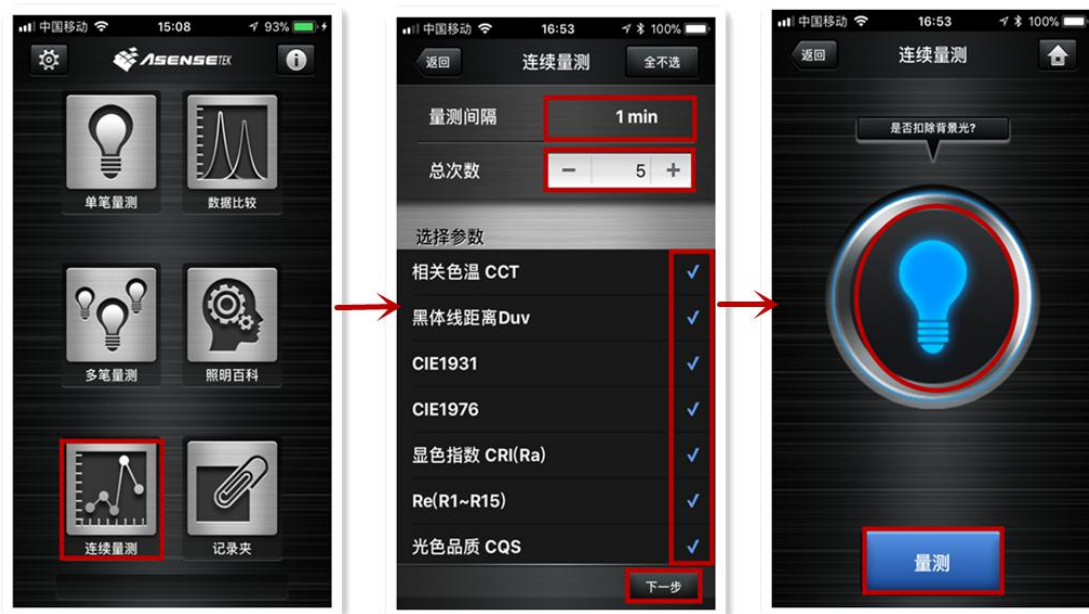 中国移动 15:08 93%
ASENSETEK
单笔量测 数据比较
多笔量测 照明百科
连续量测 记录夹
中国移动 16:53 100%
返回 连续量测 全不选
量测间隔 1 min
总次数 − 5 +
选择参数
相关色温 CCT
黑体线距离Duv
CIE1931
CIE1976
显色指数 CRI(Ra)
Re(R1~R15)
光色品质 CQS
下一步
中国移动 16:53 100%
返回 连续量测
是否扣除背景光?
量测